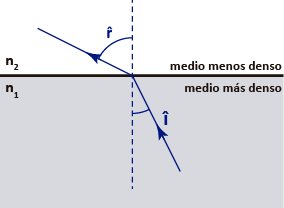 r̂
n₂ medio menos denso
n₁ medio más denso
î